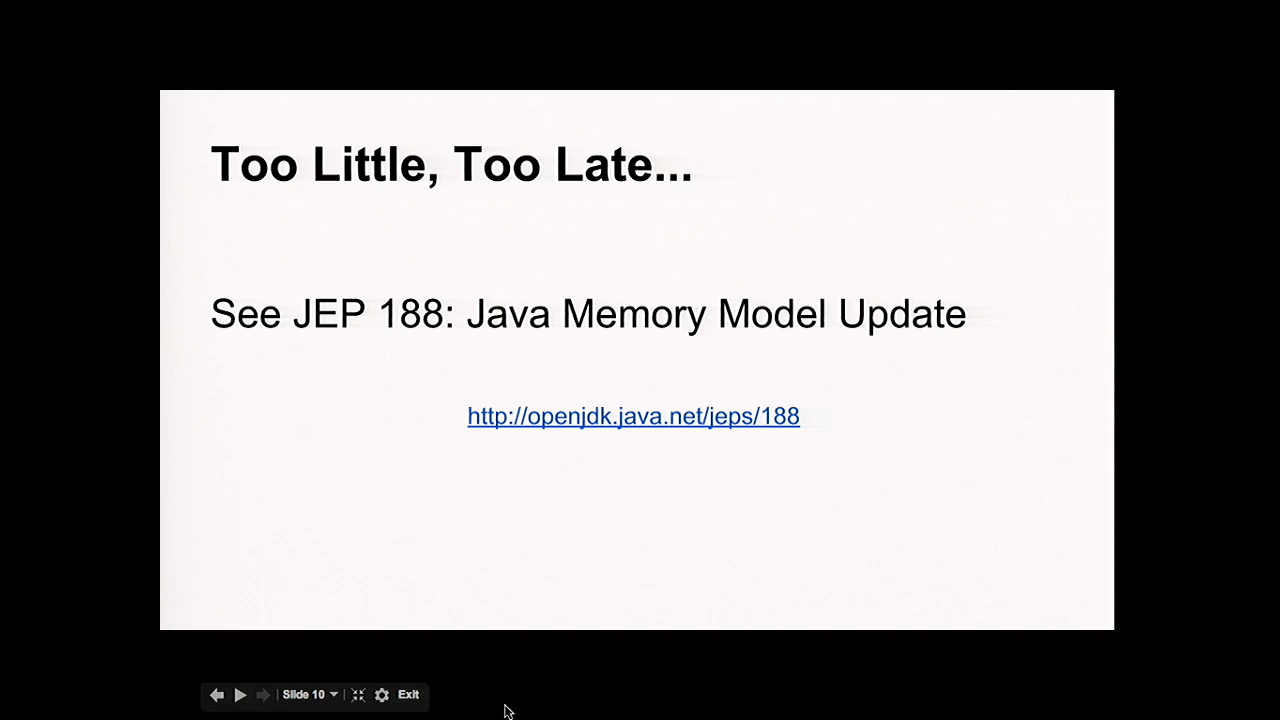 Too Little, Too Late...
See JEP 188: Java Memory Model Update
http://openjdk.java.net/jeps/188
Slide 10
Exit